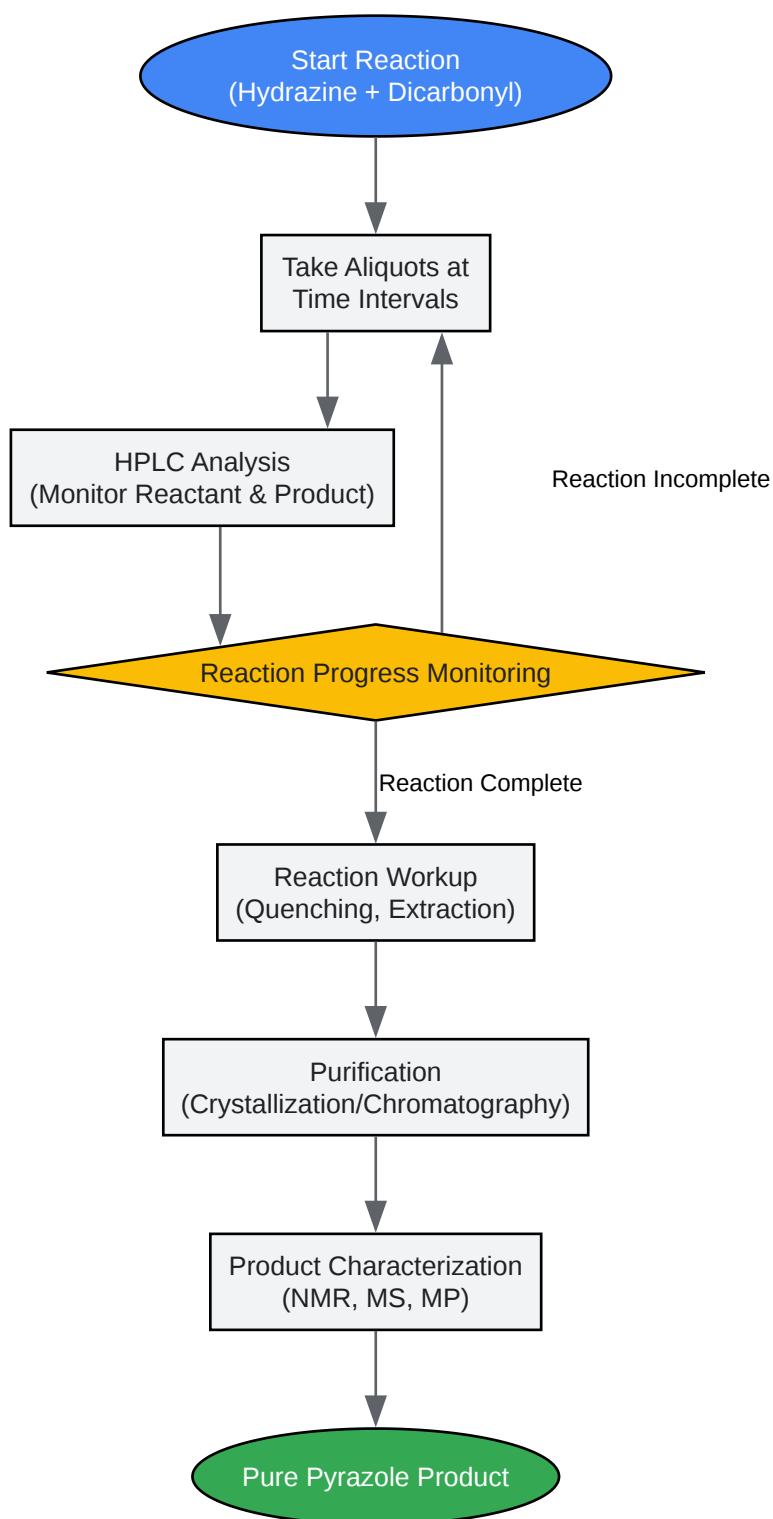 Start Reaction
(Hydrazine + Dicarbonyl)
Take Aliquots at
Time Intervals
HPLC Analysis
(Monitor Reactant & Product)
Reaction Incomplete
Reaction Progress Monitoring
Reaction Complete
Reaction Workup
(Quenching, Extraction)
Purification
(Crystallization/Chromatography)
Product Characterization
(NMR, MS, MP)
Pure Pyrazole Product